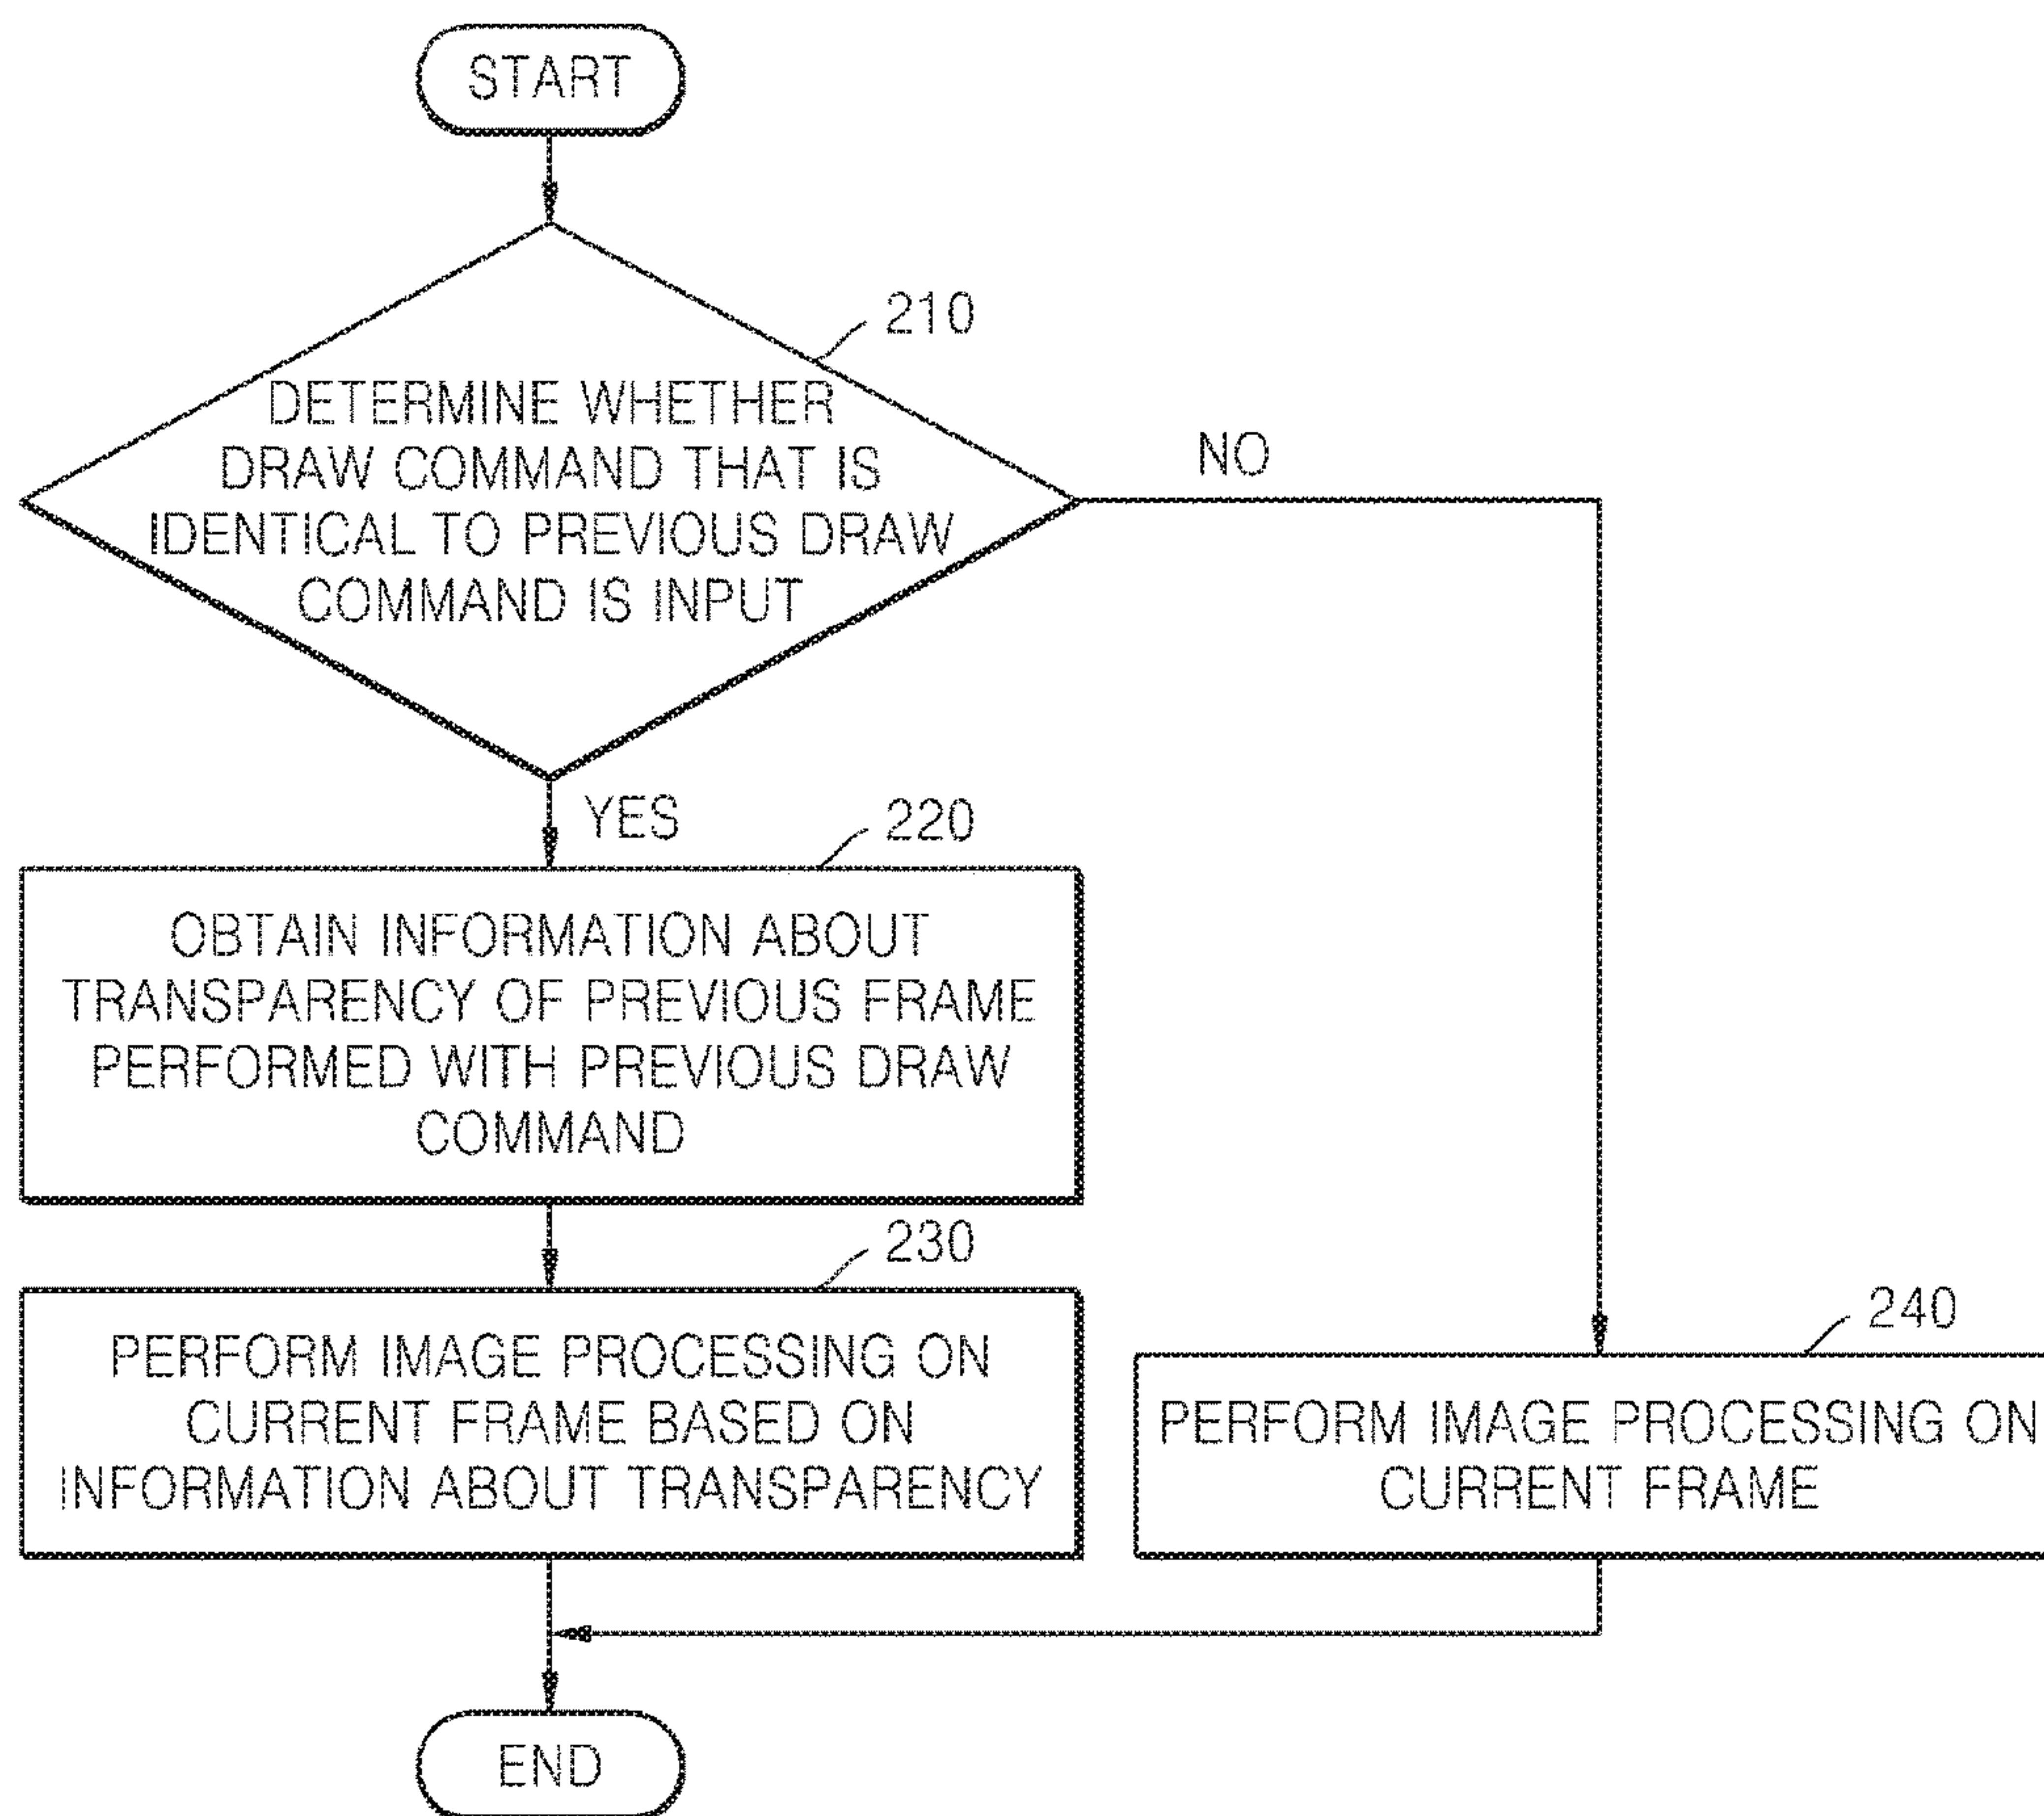 START
210
DETERMINE WHETHER
DRAW COMMAND THAT IS
IDENTICAL TO PREVIOUS DRAW
COMMAND IS INPUT
NO
YES
220
OBTAIN INFORMATION ABOUT
TRANSPARENCY OF PREVIOUS FRAME
PERFORMED WITH PREVIOUS DRAW
COMMAND
230
PERFORM IMAGE PROCESSING ON
CURRENT FRAME BASED ON
INFORMATION ABOUT TRANSPARENCY
240
PERFORM IMAGE PROCESSING ON
CURRENT FRAME
END